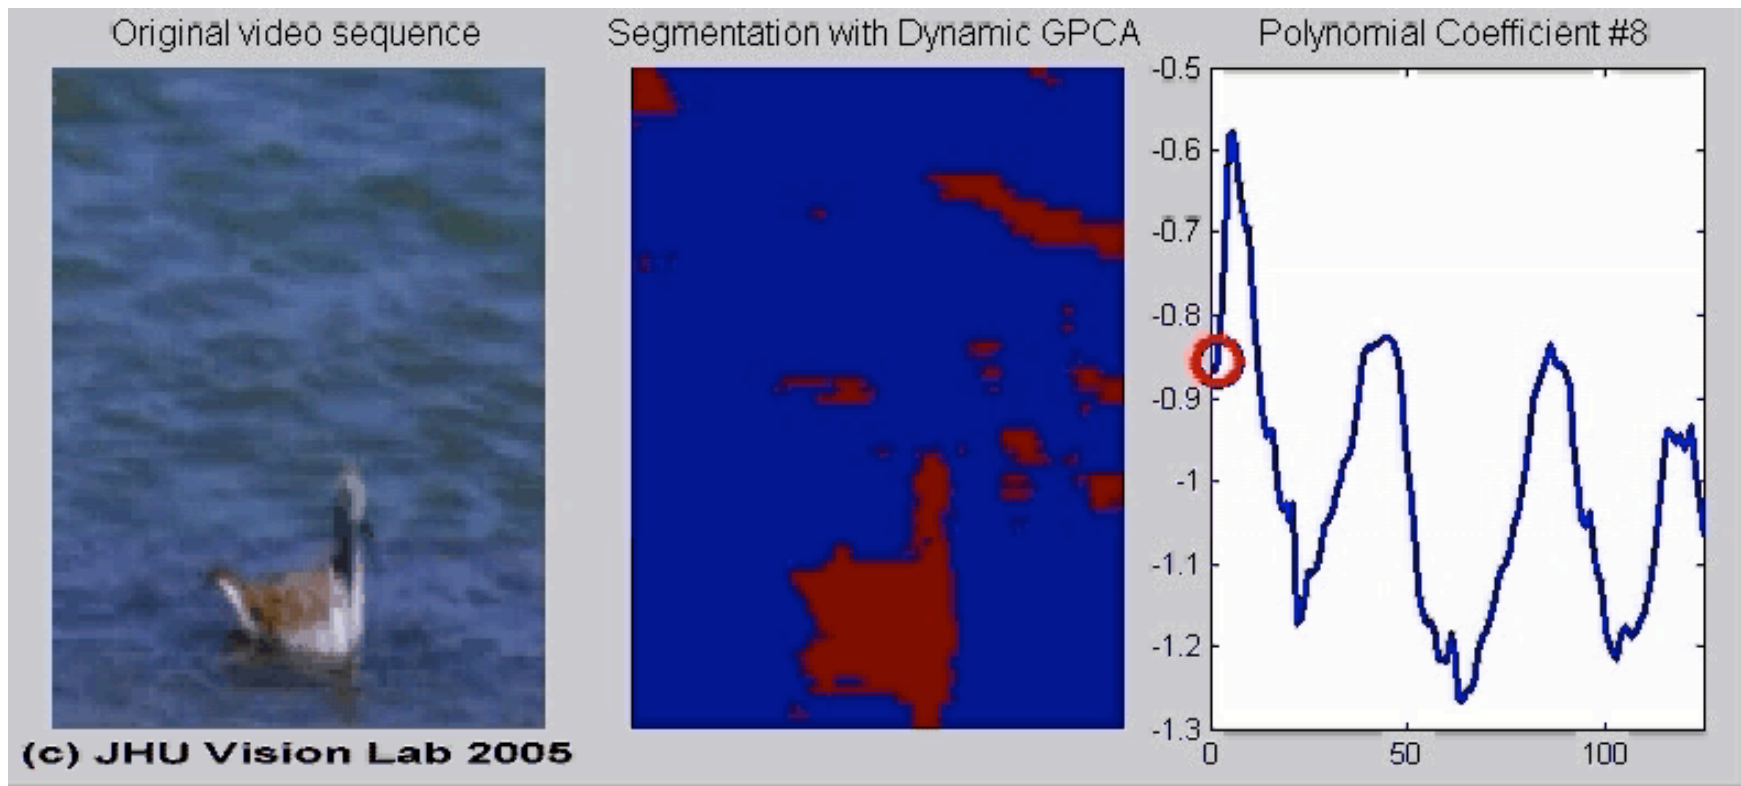 Original video sequence
Segmentation with Dynamic GPCA
Polynomial Coefficient #8
-0.5
-0.6
-0.7
-0.8
-0.9
-1
-1.1
-1.2
-1.3
0 50 100
(c) JHU Vision Lab 2005